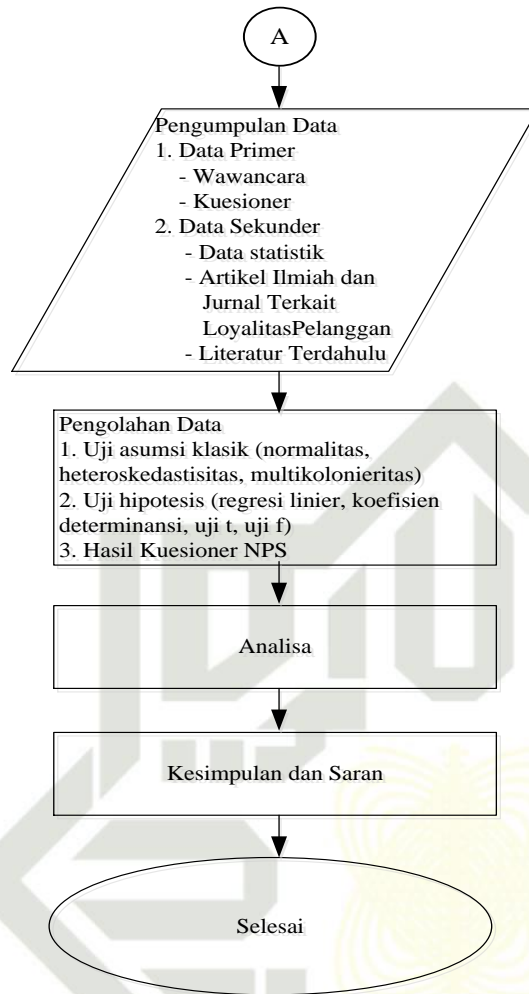 A
Pengumpulan Data
1. Data Primer
- Wawancara
- Kuesioner
2. Data Sekunder
- Data statistik
- Artikel Ilmiah dan
Jurnal Terkait
LoyalitasPelanggan
- Literatur Terdahulu
Pengolahan Data
1. Uji asumsi klasik (normalitas,
heteroskedastisitas, multikolonieritas)
2. Uji hipotesis (regresi linier, koefisien
determinansi, uji t, uji f)
3. Hasil Kuesioner NPS
Analisa
Kesimpulan dan Saran
Selesai